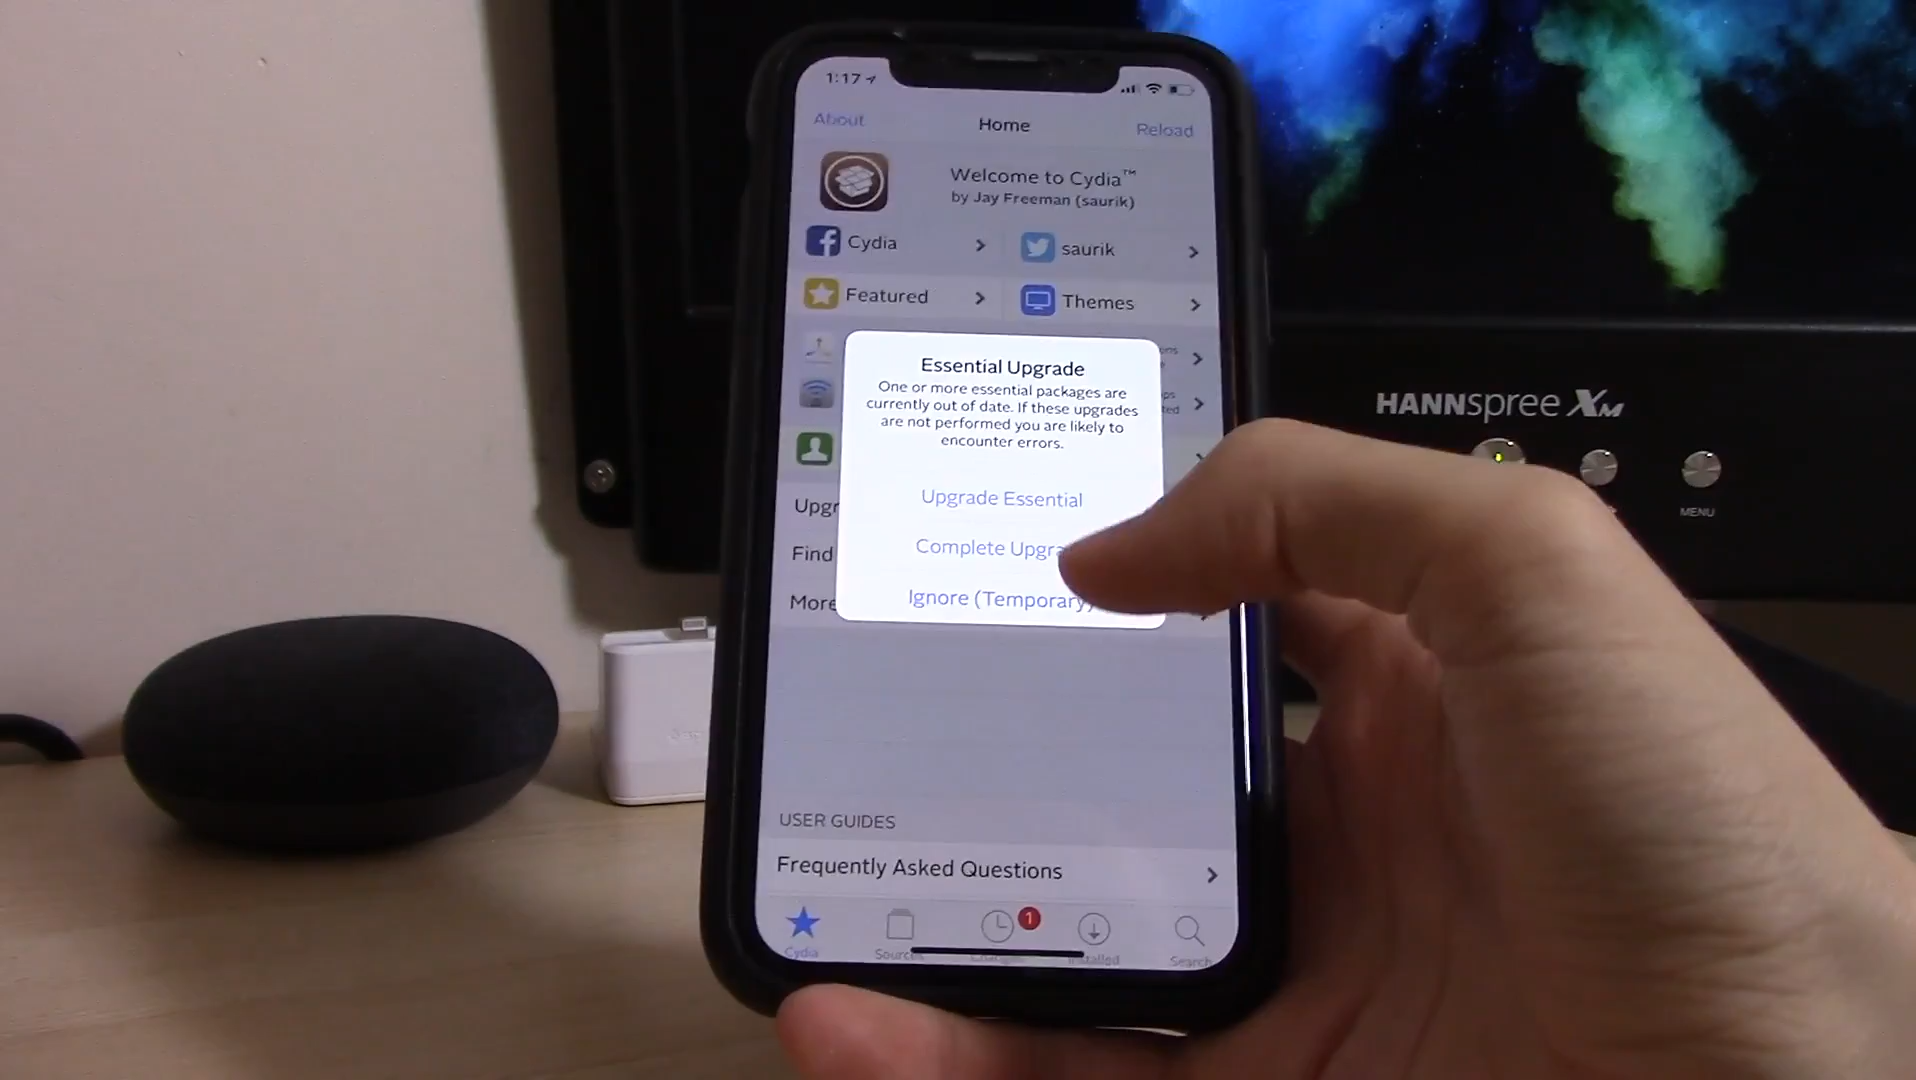 1:17
About
Home
Reload
Welcome to Cydia™
by Jay Freeman (saurik)
Cydia
saurik
Featured
Themes
Essential Upgrade
One or more essential packages are
currently out of date. If these upgrades
are not performed you are likely to
encounter errors.
Upgrade Essential
Complete Upgra
Ignore (Temporary)
Upgr
Find
More
USER GUIDES
Frequently Asked Questions
1
Cydia
Sources
Changes
Installed
Search
HANNspree XM
MENU